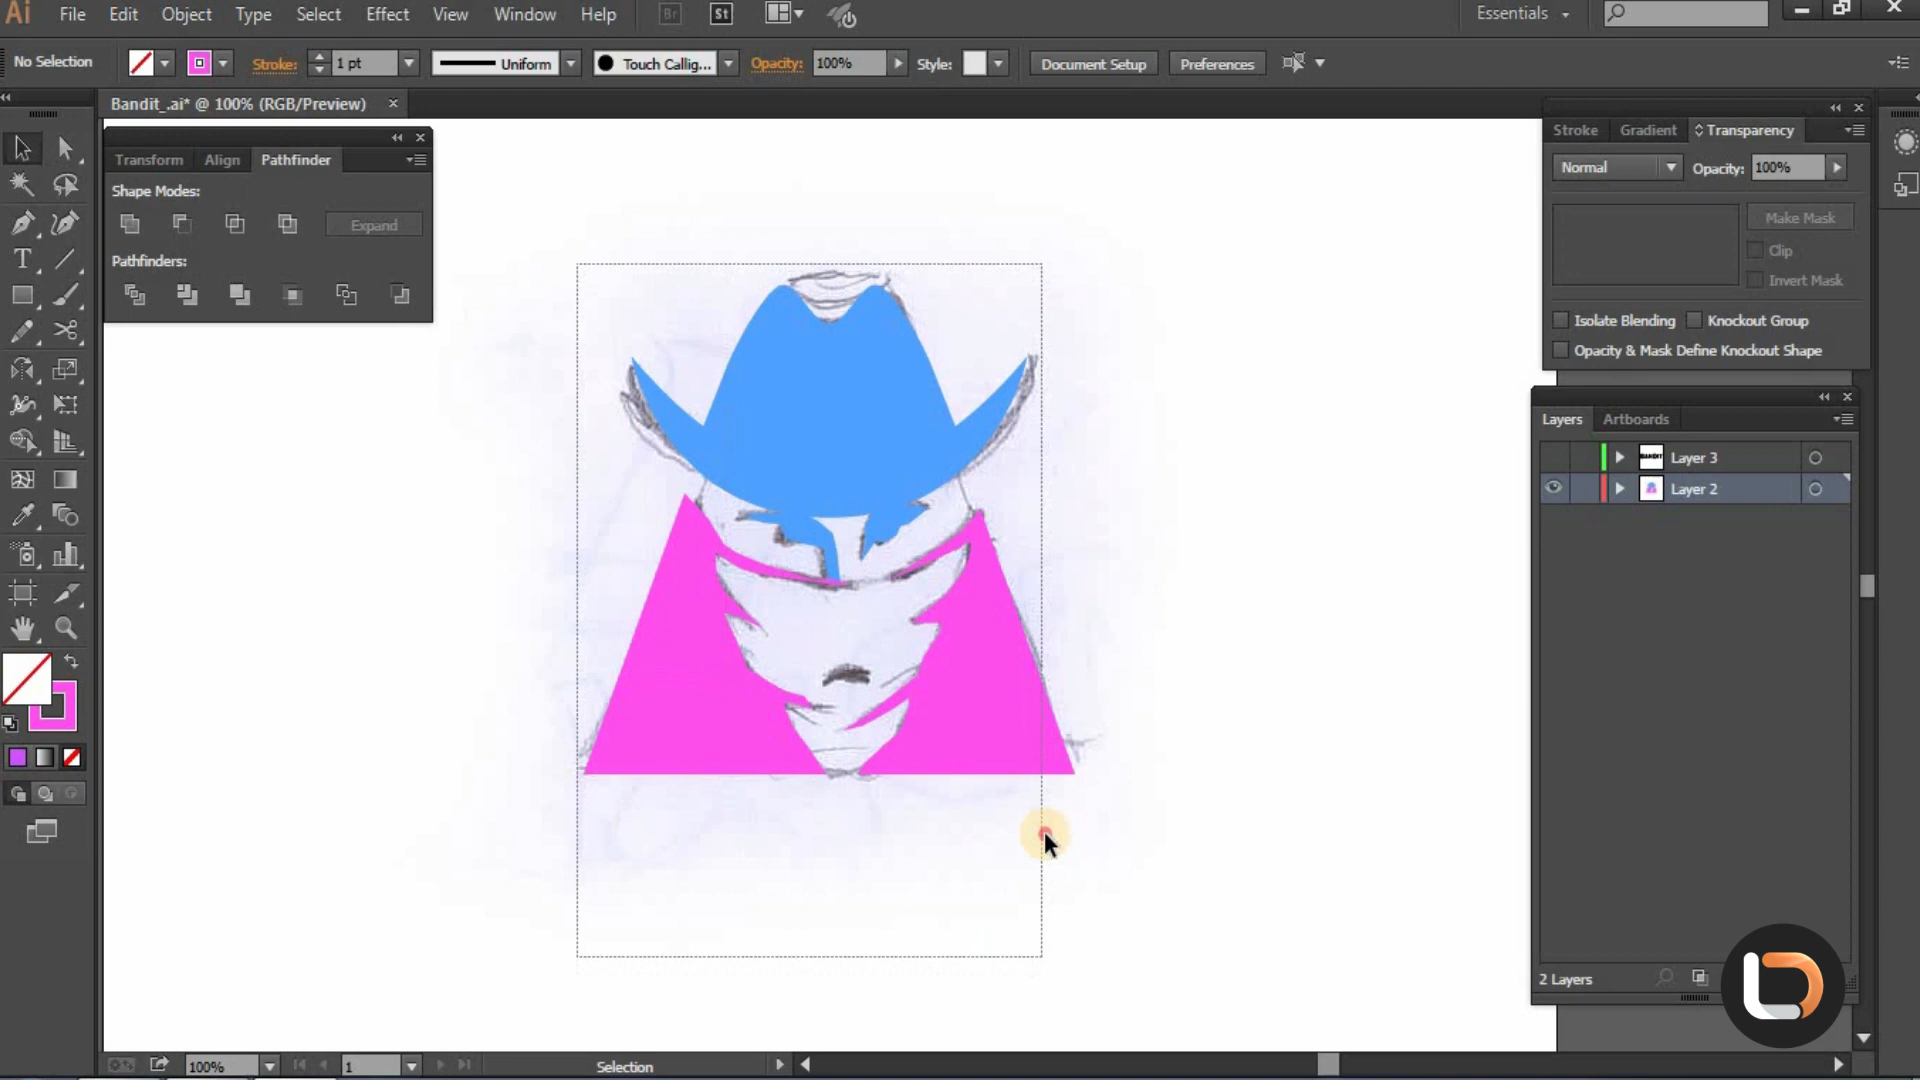 Ai File Edit Object Type Select Effect View Window Help Br St Essentials
No Selection Stroke: 1 pt Uniform Touch Callig... Opacity: 100% Style: Document Setup Preferences
Bandit_.ai* @ 100% (RGB/Preview)
Transform Align Pathfinder
Shape Modes:
Expand
Pathfinders:
Stroke Gradient Transparency
Normal Opacity: 100%
Make Mask
Clip
Invert Mask
Isolate Blending Knockout Group
Opacity & Mask Define Knockout Shape
Layers Artboards
BANDIT Layer 3
Layer 2
2 Layers
100% 1 Selection